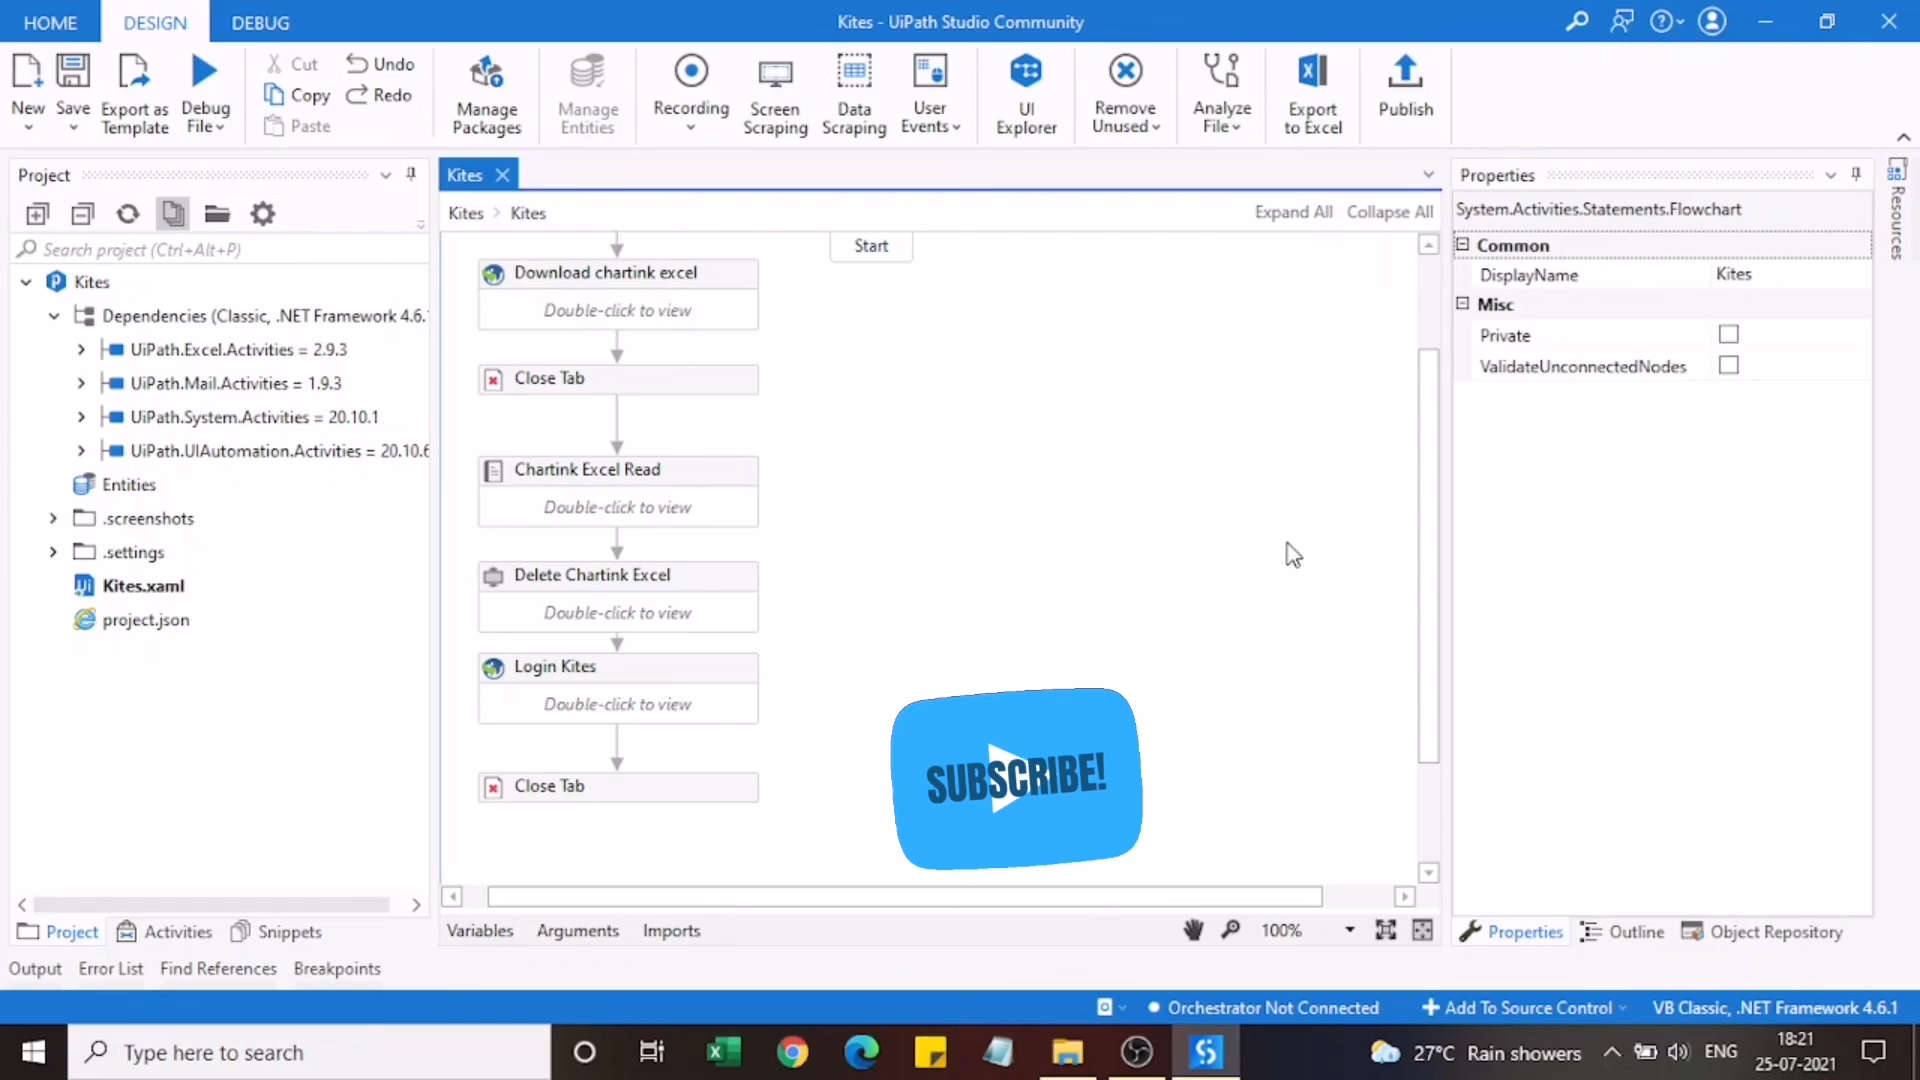 HOME DESIGN DEBUG Kites - UiPath Studio Community
New Save Export as Template Debug File Cut Copy Paste Undo Redo Manage Packages Manage Entities Recording Screen Scraping Data Scraping User Events UI Explorer Remove Unused Analyze File Export to Excel Publish
Project
Search project (Ctrl+Alt+P)
Kites
Dependencies (Classic, .NET Framework 4.6.
UiPath.Excel.Activities = 2.9.3
UiPath.Mail.Activities = 1.9.3
UiPath.System.Activities = 20.10.1
UiPath.UIAutomation.Activities = 20.10.6
Entities
.screenshots
.settings
Kites.xaml
project.json
Project Activities Snippets
Kites
Kites > Kites Expand All Collapse All
Start
Download chartink excel
Double-click to view
Close Tab
Chartink Excel Read
Double-click to view
Delete Chartink Excel
Double-click to view
Login Kites
Double-click to view
Close Tab
SUBSCRIBE!
Variables Arguments Imports 100%
Properties
System.Activities.Statements.Flowchart
Common
DisplayName Kites
Misc
Private
ValidateUnconnectedNodes
Resources
Properties Outline Object Repository
Output Error List Find References Breakpoints
Orchestrator Not Connected Add To Source Control VB Classic, .NET Framework 4.6.1
Type here to search 27°C Rain showers ENG 18:21
25-07-2021